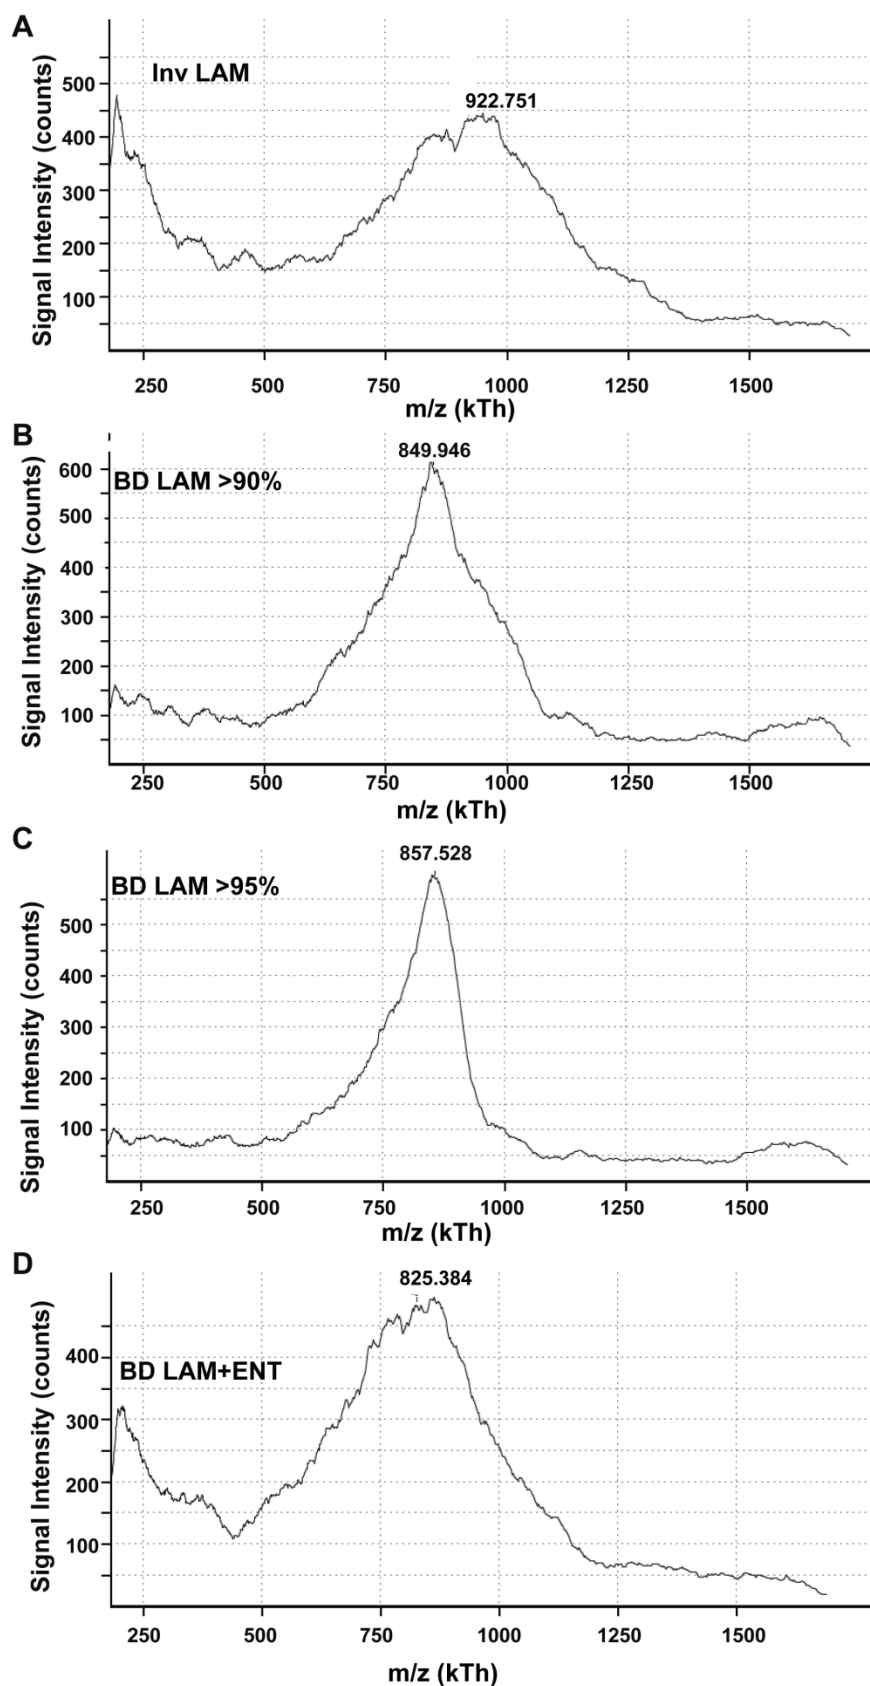 A
Inv LAM
922.751
Signal Intensity (counts)
500
400
300
200
100
250 500 750 1000 1250 1500
m/z (kTh)
B
BD LAM >90%
849.946
Signal Intensity (counts)
600
500
400
300
200
100
250 500 750 1000 1250 1500
m/z (kTh)
C
BD LAM >95%
857.528
Signal Intensity (counts)
500
400
300
200
100
250 500 750 1000 1250 1500
m/z (kTh)
D
BD LAM+ENT
825.384
Signal Intensity (counts)
400
300
200
100
250 500 750 1000 1250 1500
m/z (kTh)